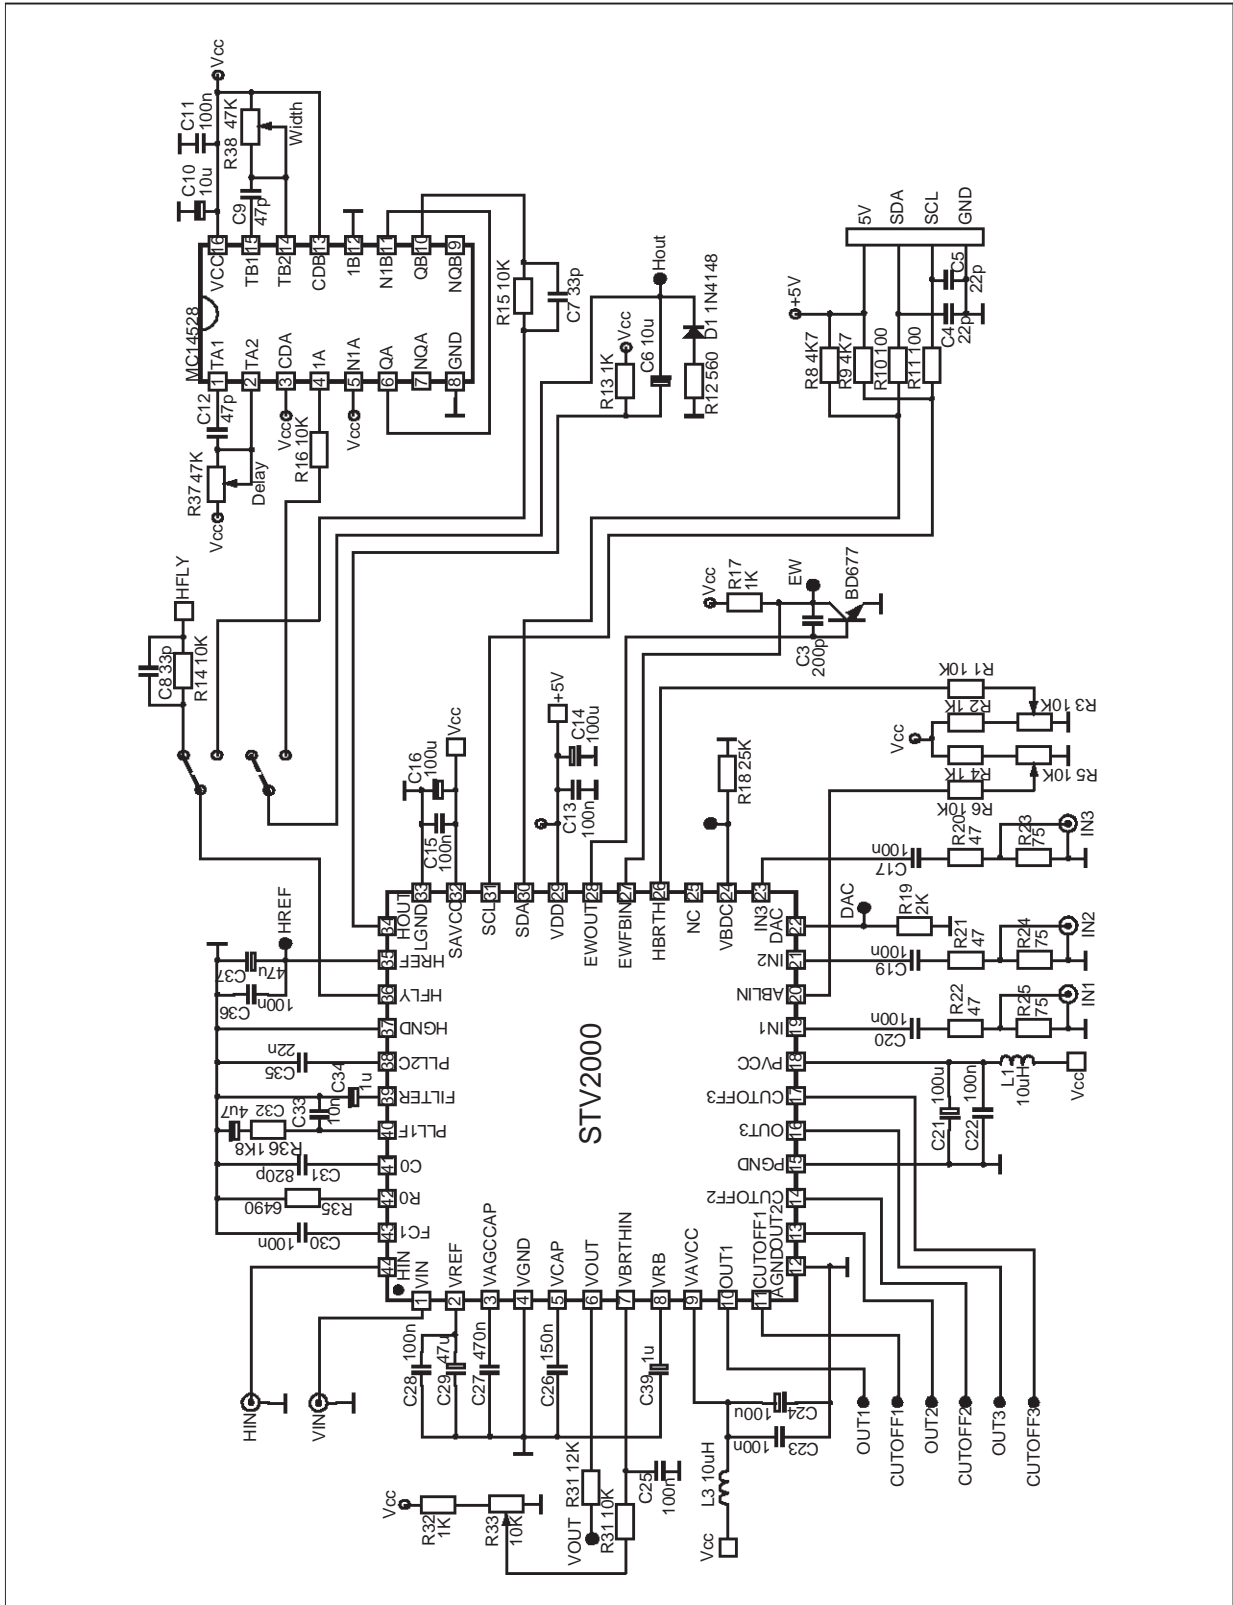 Vcc
C11
100n
C10
10u
R38 47K
Width
C9
47p
MC14528
VCC 16
TB1 15
TB2 14
CDB 13
1B 12
N1B 11
QB 10
NQB 9
1 TA1
2 TA2
3 CDA
4 1A
5 N1A
6 QA
7 NQA
8 GND
C12
47p
R37 47K
Delay
Vcc
Vcc
Vcc
R16 10K
R15 10K
C7 33p
Hout
Vcc
R13 1K
C6 10u
D1 1N4148
R12 560
5V
SDA
SCL
GND
+5V
C5
22p
C4
22p
R8 4K7
R9 4K7
R10 100
R11 100
HFLY
C8 33p
R14 10K
Vcc
R17
1K
EW
BD677
C3
200p
+5V
C14
100u
C13
100n
Vcc
C16
100u
C15
100n
R18 25K
R1 10K
R2 1K
R3 10K
Vcc
R4 1K
R5 10K
R6 10K
HREF
C37
47u
C36
100n
22n
C35
C34
1u
C33
10n
C32
4u7
R36 1K8
820p
C31
6490
R35
100n
C30
STV2000
34 HOUT
35 HREF
36 HFLY
37 HGND
38 PLL2C
39 FILTER
40 PLL1F
41 C0
42 R0
43 FC1
44 HIN
LGND 33
SAVCC 32
SCL 31
SDA 30
VDD 29
EWOUT 28
EWFBIN 27
HBRTH 26
NC 25
VBDC 24
IN3 23
DAC 22
IN2 21
ABLIN 20
IN1 19
PVCC 18
CUTOFF3 17
OUT3 16
PGND 15
CUTOFF2 14
OUT2 13
AGND 12
1 VIN
2 VREF
3 VAGCCAP
4 VGND
5 VCAP
6 VOUT
7 VBRTHIN
8 VRB
9 VAVCC
10 OUT1
11 CUTOFF1
100n
C17
R20
47
R23
75
IN3
DAC
R19
2K
100n
C19
R21
47
R24
75
IN2
100n
C20
R22
47
R25
75
IN1
100u
C21
100n
C22
L1
10uH
Vcc
HIN
VIN
C28 100n
C29 47u
C27 470n
C26 150n
C39 1u
Vcc
R32
1K
R33
10K
R31 12K
VOUT
R31 10K
C25
100n
L3 10uH
Vcc
100u
C24
100n
C23
OUT1
CUTOFF1
OUT2
CUTOFF2
OUT3
CUTOFF3